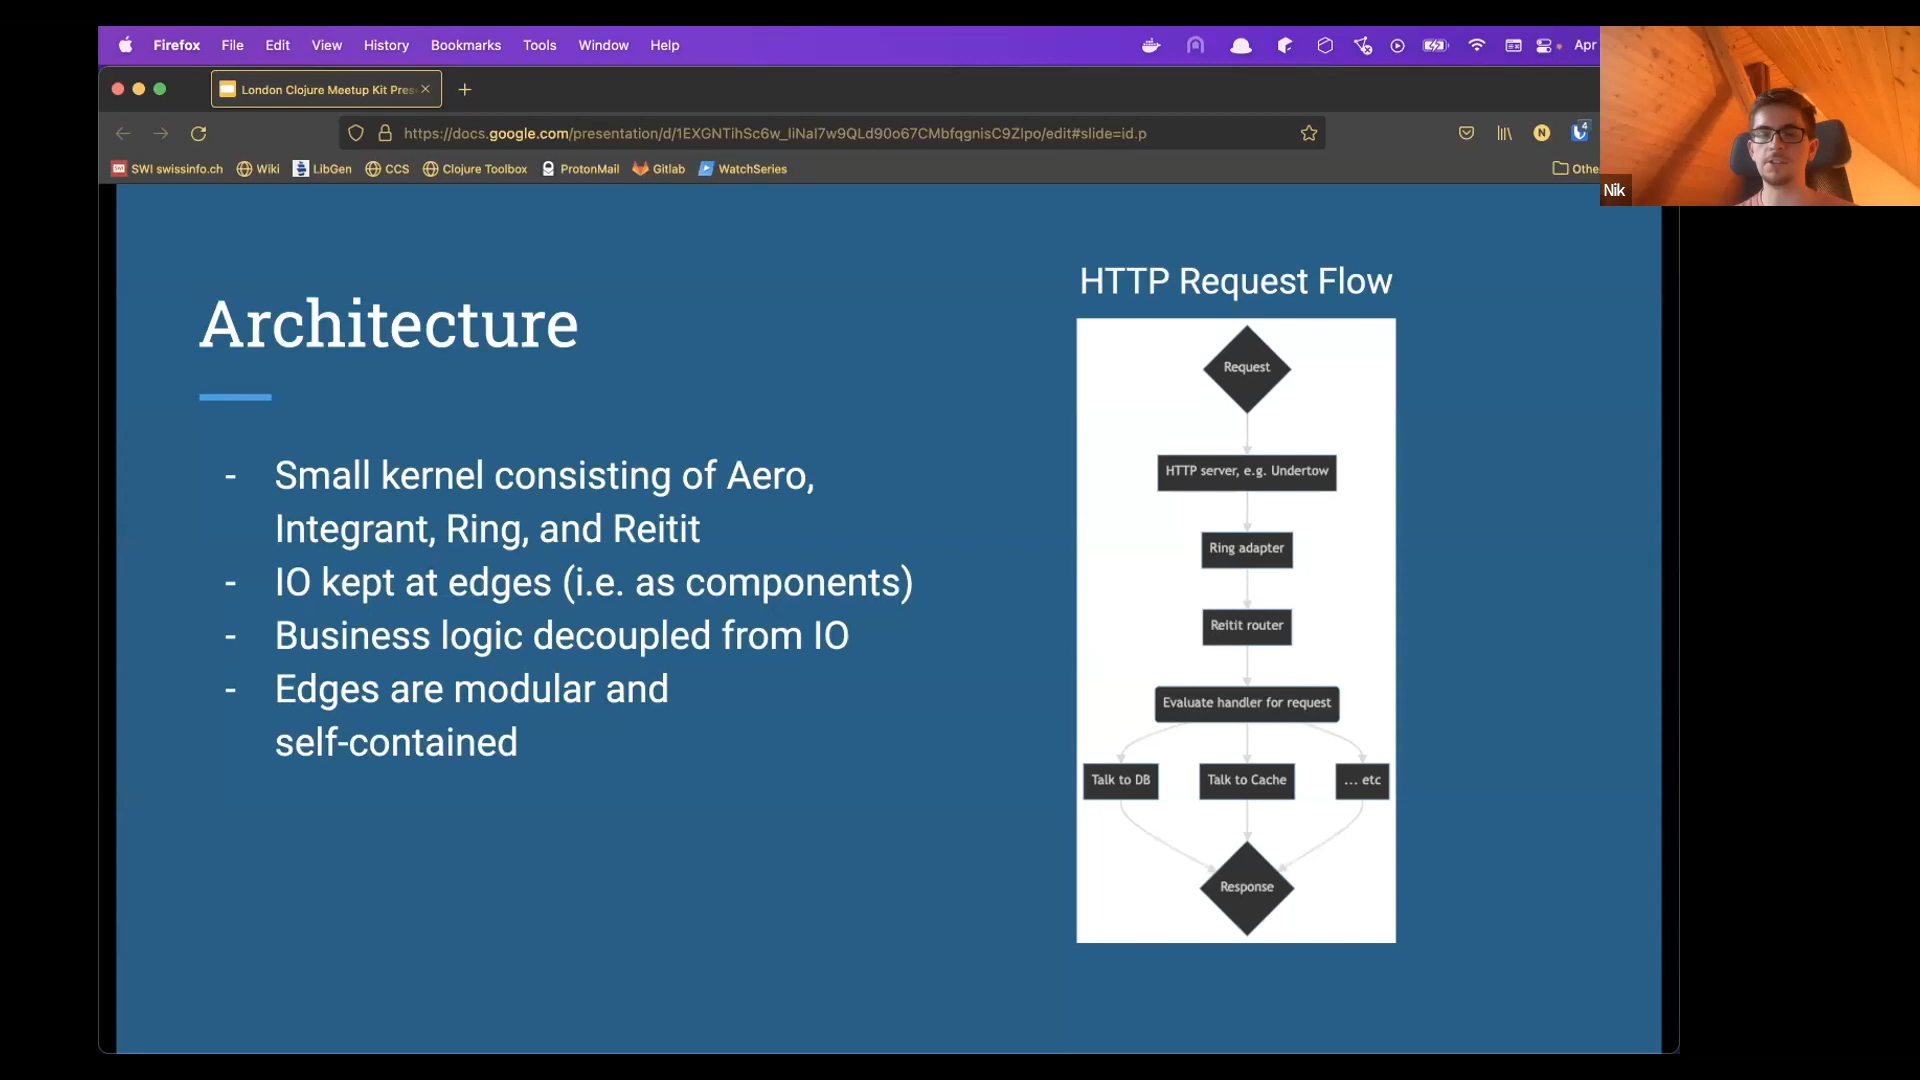 Firefox File Edit View History Bookmarks Tools Window Help Apr
London Clojure Meetup Kit Pres
https://docs.google.com/presentation/d/1EXGNTihSc6w_liNaI7w9QLd90o67CMbfqgnisC9Zlpo/edit#slide=id.p
N
4
SWI swissinfo.ch Wiki LibGen CCS Clojure Toolbox ProtonMail Gitlab WatchSeries Othe
Nik
Architecture
- Small kernel consisting of Aero,
Integrant, Ring, and Reitit
- IO kept at edges (i.e. as components)
- Business logic decoupled from IO
- Edges are modular and
self-contained
HTTP Request Flow
Request
HTTP server, e.g. Undertow
Ring adapter
Reitit router
Evaluate handler for request
Talk to DB Talk to Cache ... etc
Response